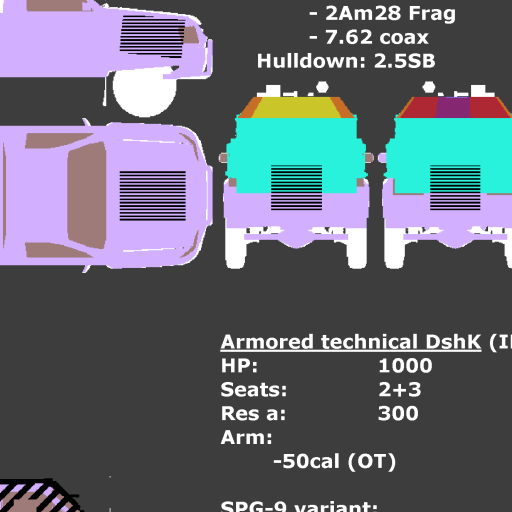 - 2Am28 Frag
- 7.62 coax
Hulldown: 2.5SB
Armored technical DshK (I
HP: 1000
Seats: 2+3
Res a: 300
Arm:
-50cal (OT)
SPG-9 variant: